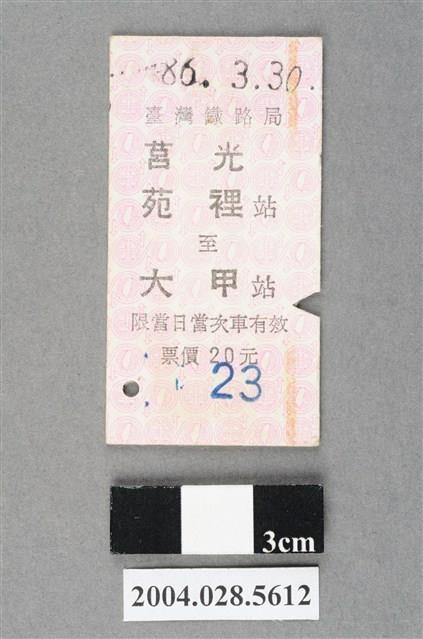 86. 3.30.
臺灣鐵路局
莒光
苑裡站
至
大甲站
限當日當次車有效
票價20元
23
3cm
2004.028.5612